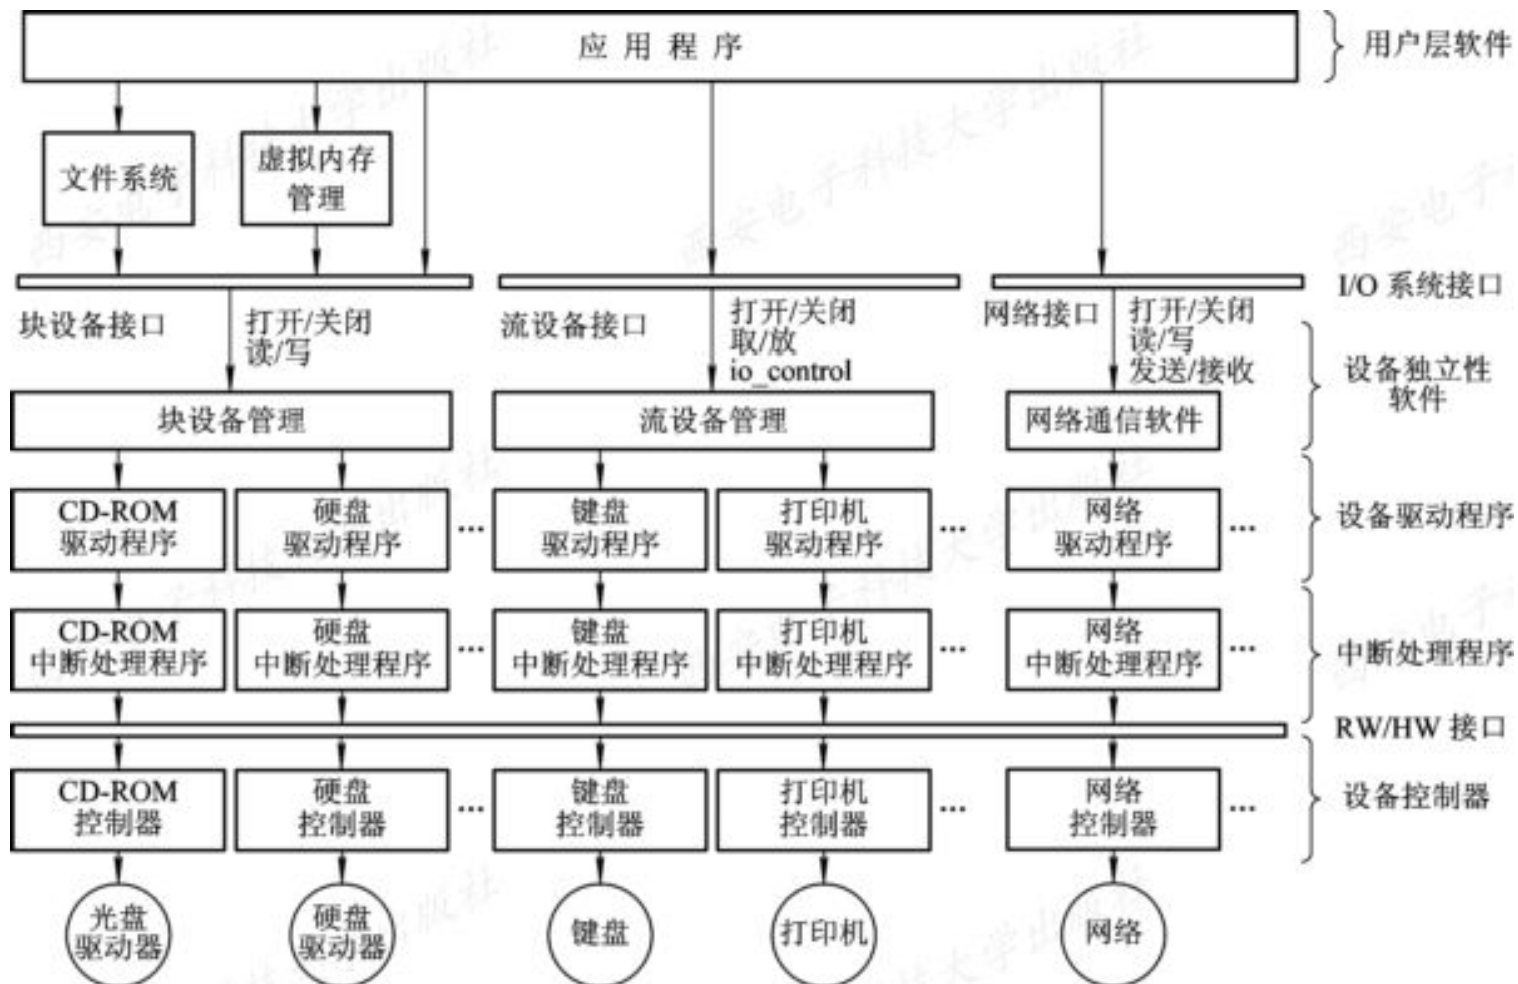 应 用 程 序
用户层软件
文件系统
虚拟内存
管理
I/O 系统接口
块设备接口
打开/关闭
读/写
流设备接口
打开/关闭
取/放
io_control
网络接口
打开/关闭
读/写
发送/接收
设备独立性
软件
块设备管理
流设备管理
网络通信软件
CD-ROM
驱动程序
硬盘
驱动程序
...
键盘
驱动程序
打印机
驱动程序
...
网络
驱动程序
...
设备驱动程序
CD-ROM
中断处理程序
硬盘
中断处理程序
...
键盘
中断处理程序
打印机
中断处理程序
...
网络
中断处理程序
...
中断处理程序
RW/HW 接口
CD-ROM
控制器
硬盘
控制器
...
键盘
控制器
打印机
控制器
...
网络
控制器
...
设备控制器
光盘
驱动器
硬盘
驱动器
键盘
打印机
网络
西安电子科技大学出版社